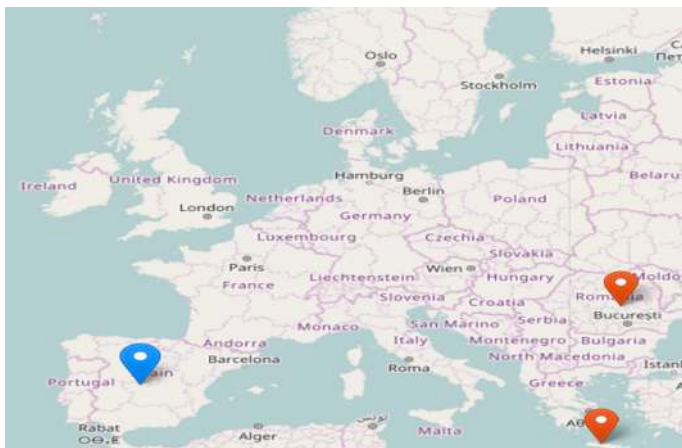 Oslo
Helsinki
Stockholm
Estonia
Latvia
Denmark
Lithuania
Ireland
United Kingdom
Hamburg
Belaru
Netherlands
Berlin
Poland
London
Germany
Luxembourg
Czechia
Slovakia
Paris
Liechtenstein
Wien
Hungary
Moldo
France
Slovenia
Croatia
Monaco
San Marino
Serbia
București
Andorra
Italy
Montenegro
Bulgaria
Barcelona
Roma
North Macedonia
Istan
Portugal
Greece
Rabat
Alger
تونس
Malta